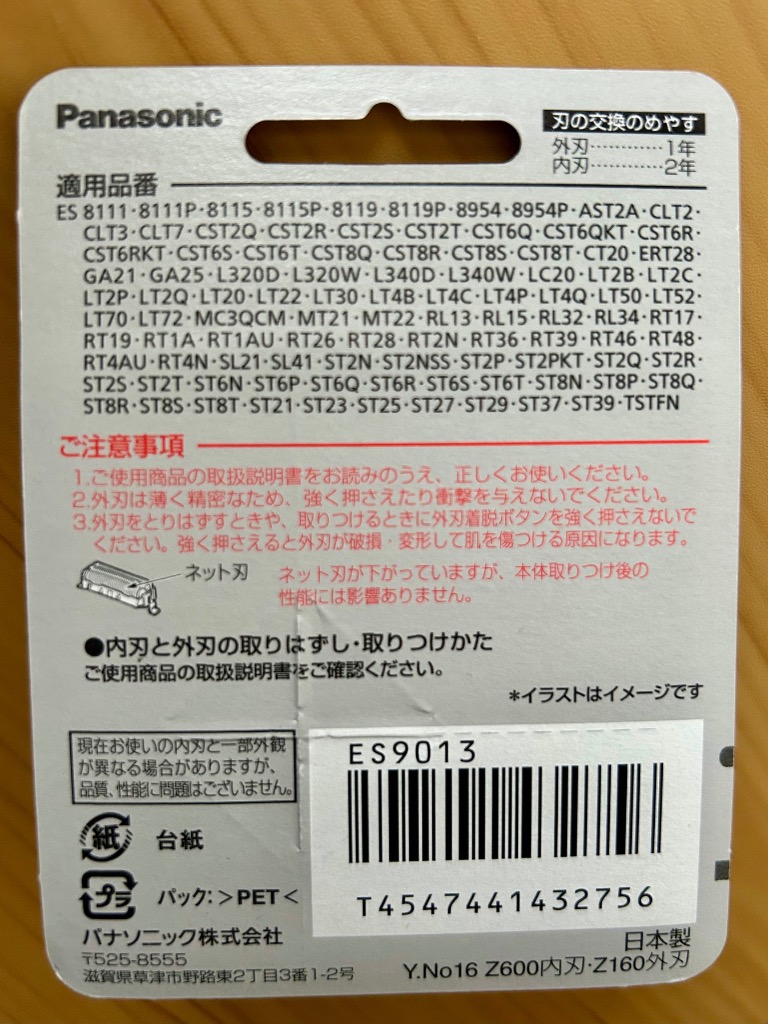 Panasonic
刃の交換のめやす
外刃…………1年
内刃…………2年
適用品番
ES 8111・8111P・8115・8115P・8119・8119P・8954・8954P・AST2A・CLT2・
CLT3・CLT7・CST2Q・CST2R・CST2S・CST2T・CST6Q・CST6QKT・CST6R・
CST6RKT・CST6S・CST6T・CST8Q・CST8R・CST8S・CST8T・CT20・ERT28・
GA21・GA25・L320D・L320W・L340D・L340W・LC20・LT2B・LT2C・
LT2P・LT2Q・LT20・LT22・LT30・LT4B・LT4C・LT4P・LT4Q・LT50・LT52・
LT70・LT72・MC3QCM・MT21・MT22・RL13・RL15・RL32・RL34・RT17・
RT19・RT1A・RT1AU・RT26・RT28・RT2N・RT36・RT39・RT46・RT48・
RT4AU・RT4N・SL21・SL41・ST2N・ST2NSS・ST2P・ST2PKT・ST2Q・ST2R・
ST2S・ST2T・ST6N・ST6P・ST6Q・ST6R・ST6S・ST6T・ST8N・ST8P・ST8Q・
ST8R・ST8S・ST8T・ST21・ST23・ST25・ST27・ST29・ST37・ST39・TSTFN
ご注意事項
1.ご使用商品の取扱説明書をお読みのうえ、正しくお使いください。
2.外刃は薄く精密なため、強く押さえたり衝撃を与えないでください。
3.外刃をとりはずすときや、取りつけるときに外刃着脱ボタンを強く押さえないで
ください。強く押さえると外刃が破損・変形して肌を傷つける原因になります。
ネット刃
ネット刃が下がっていますが、本体取りつけ後の
性能には影響ありません。
●内刃と外刃の取りはずし・取りつけかた
ご使用商品の取扱説明書をご確認ください。
*イラストはイメージです
現在お使いの内刃と一部外観
が異なる場合がありますが、
品質、性能に問題はございません。
ES9013
T4547441432756
紙 台紙
プラ パック:>PET<
パナソニック株式会社
〒525-8555
滋賀県草津市野路東2丁目3番1-2号
日本製
Y.No16 Z600内刃・Z160外刃